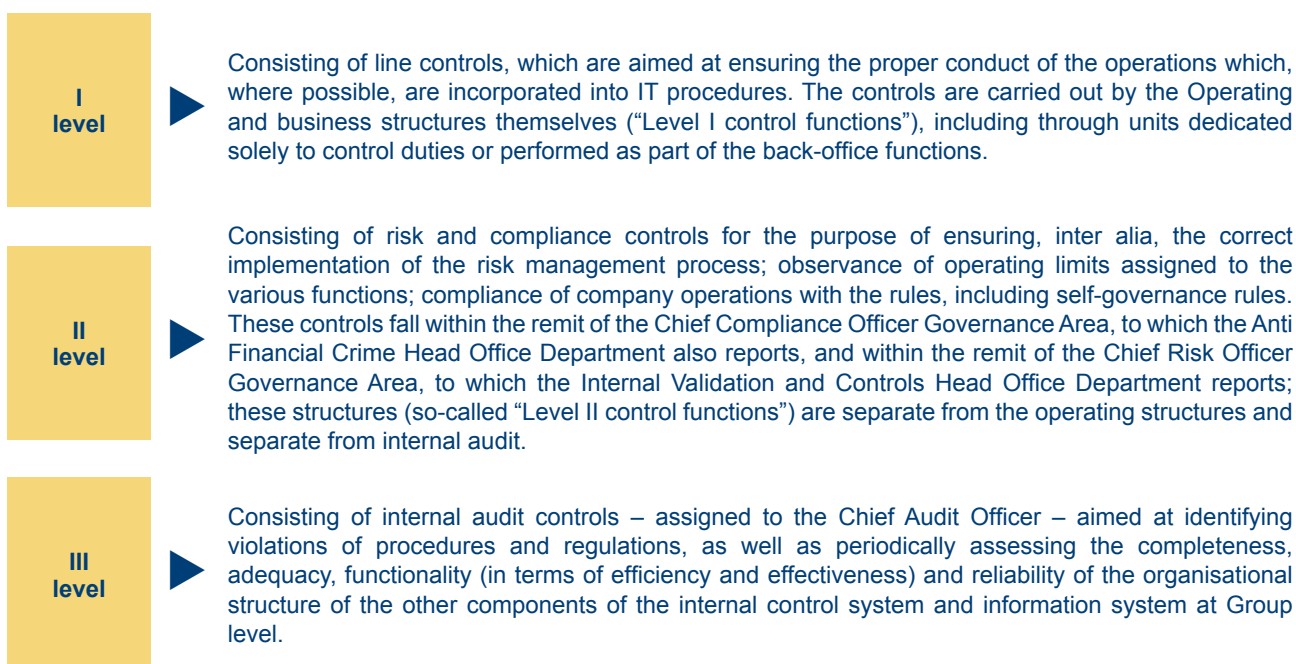 I
level
Consisting of line controls, which are aimed at ensuring the proper conduct of the operations which,
where possible, are incorporated into IT procedures. The controls are carried out by the Operating
and business structures themselves (“Level I control functions”), including through units dedicated
solely to control duties or performed as part of the back-office functions.
II
level
Consisting of risk and compliance controls for the purpose of ensuring, inter alia, the correct
implementation of the risk management process; observance of operating limits assigned to the
various functions; compliance of company operations with the rules, including self-governance rules.
These controls fall within the remit of the Chief Compliance Officer Governance Area, to which the Anti
Financial Crime Head Office Department also reports, and within the remit of the Chief Risk Officer
Governance Area, to which the Internal Validation and Controls Head Office Department reports;
these structures (so-called “Level II control functions”) are separate from the operating structures and
separate from internal audit.
III
level
Consisting of internal audit controls – assigned to the Chief Audit Officer – aimed at identifying
violations of procedures and regulations, as well as periodically assessing the completeness,
adequacy, functionality (in terms of efficiency and effectiveness) and reliability of the organisational
structure of the other components of the internal control system and information system at Group
level.